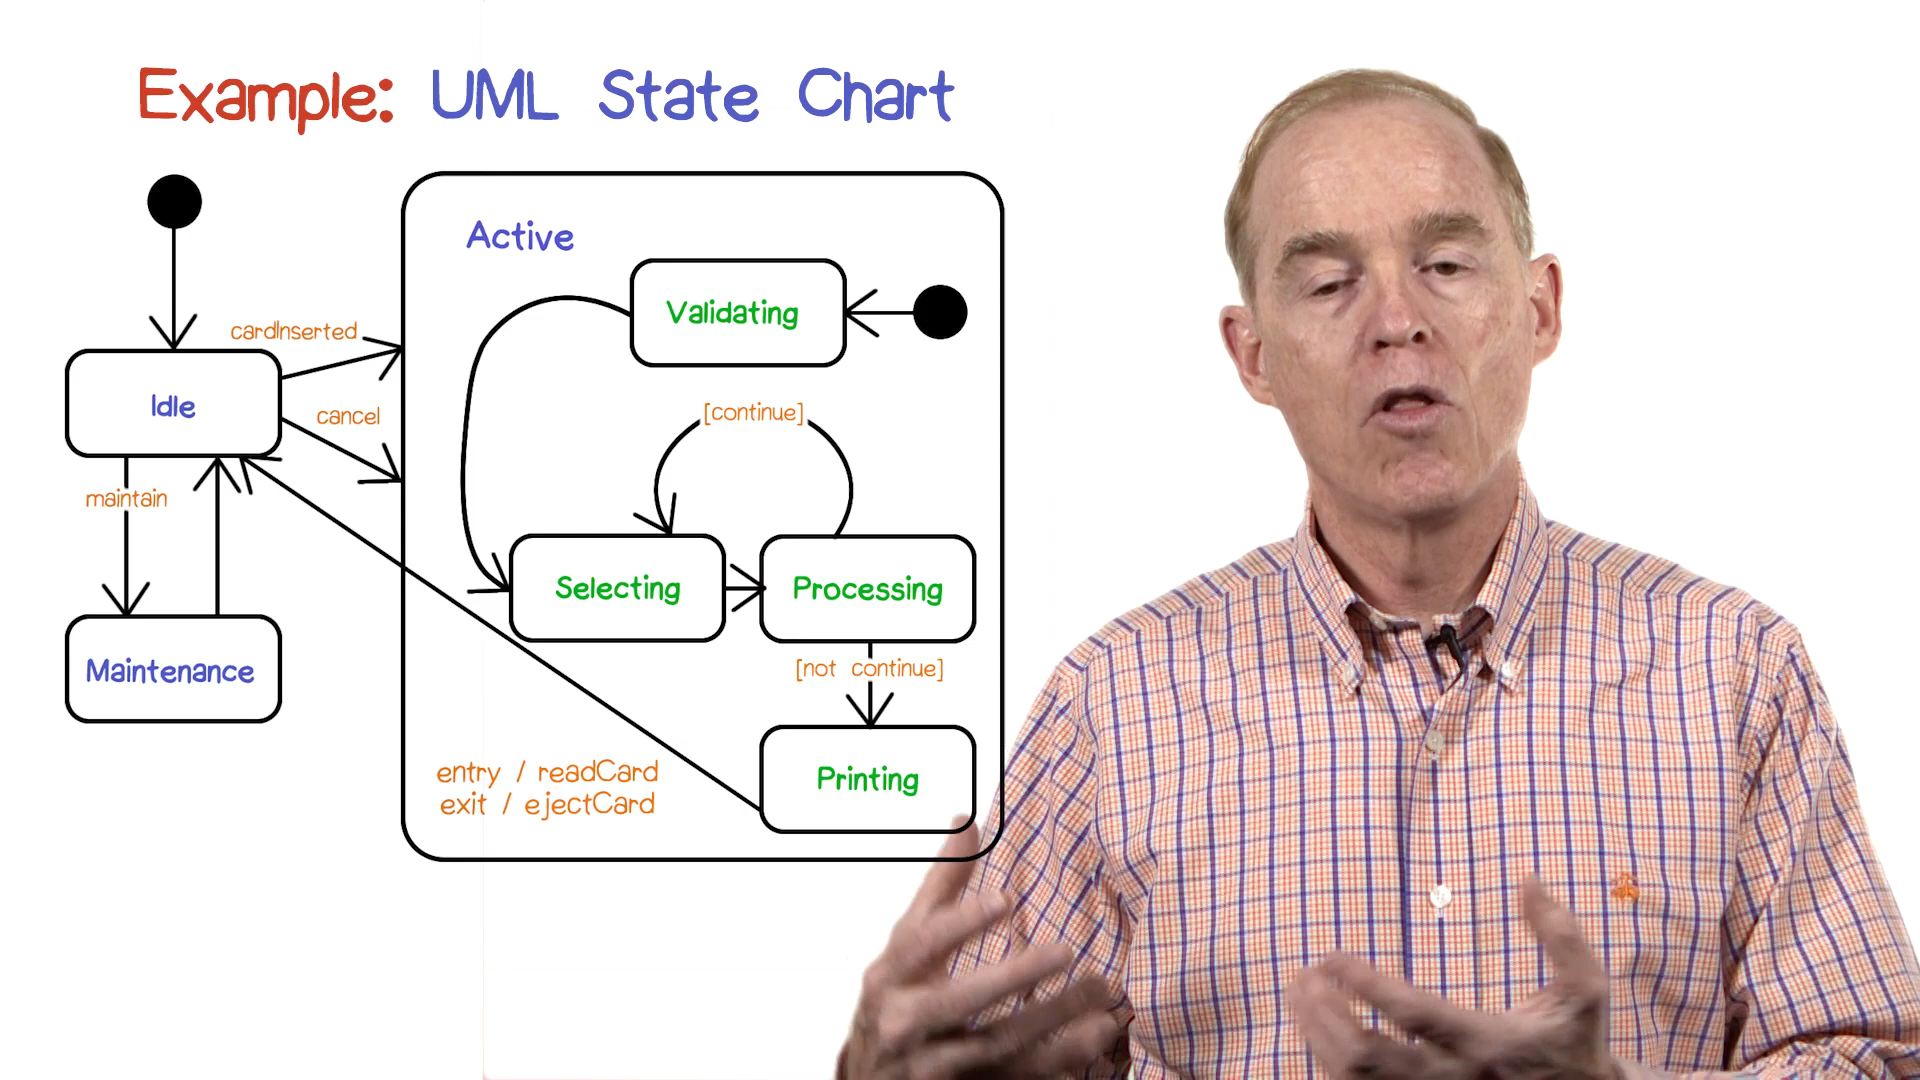 Example: UML State Chart
Active
Validating
cardInserted
Idle
cancel
[continue]
maintain
Selecting
Processing
[not continue]
Maintenance
entry / readCard
exit / ejectCard
Printing